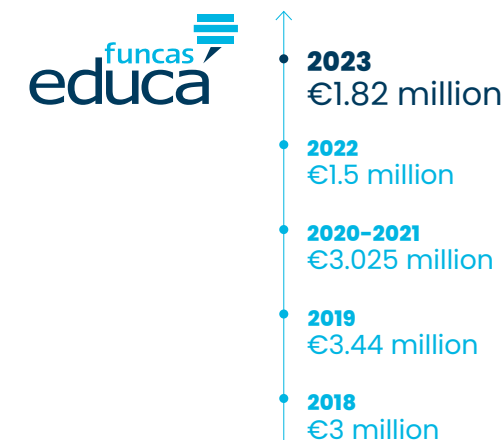 funcas
educa
2023
€1.82 million
2022
€1.5 million
2020-2021
€3.025 million
2019
€3.44 million
2018
€3 million